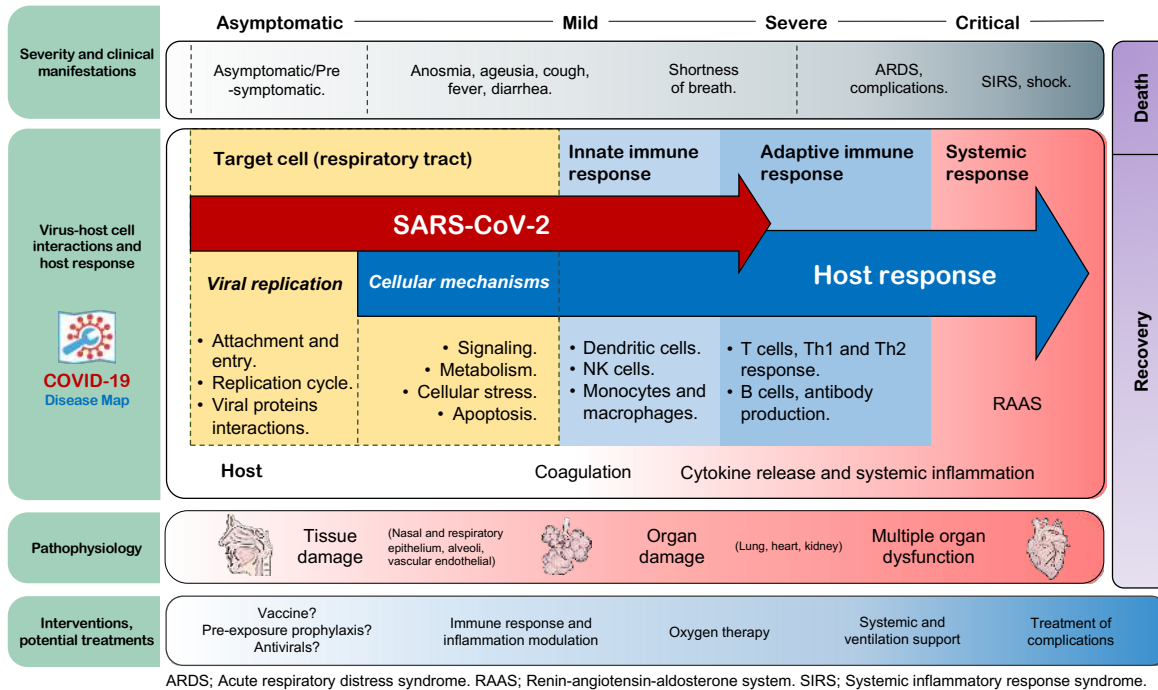 Asymptomatic
Mild
Severe
Critical
Severity and clinical
manifestations
Asymptomatic/Pre
-symptomatic.
Anosmia, ageusia, cough,
fever, diarrhea.
Shortness
of breath.
ARDS,
complications.
SIRS, shock.
Death
Recovery
Virus-host cell
interactions and
host response
COVID-19
Disease Map
Target cell (respiratory tract)
Innate immune
response
Adaptive immune
response
Systemic
response
SARS-CoV-2
Host response
Viral replication
Cellular mechanisms
• Attachment and
entry.
• Replication cycle.
• Viral proteins
interactions.
• Signaling.
• Metabolism.
• Cellular stress.
• Apoptosis.
• Dendritic cells.
• NK cells.
• Monocytes and
macrophages.
• T cells, Th1 and Th2
response.
• B cells, antibody
production.
RAAS
Host
Coagulation
Cytokine release and systemic inflammation
Pathophysiology
Tissue
damage
(Nasal and respiratory
epithelium, alveoli,
vascular endothelial)
Organ
damage
(Lung, heart, kidney)
Multiple organ
dysfunction
Interventions,
potential treatments
Vaccine?
Pre-exposure prophylaxis?
Antivirals?
Immune response and
inflammation modulation
Oxygen therapy
Systemic and
ventilation support
Treatment of
complications
ARDS; Acute respiratory distress syndrome. RAAS; Renin-angiotensin-aldosterone system. SIRS; Systemic inflammatory response syndrome.